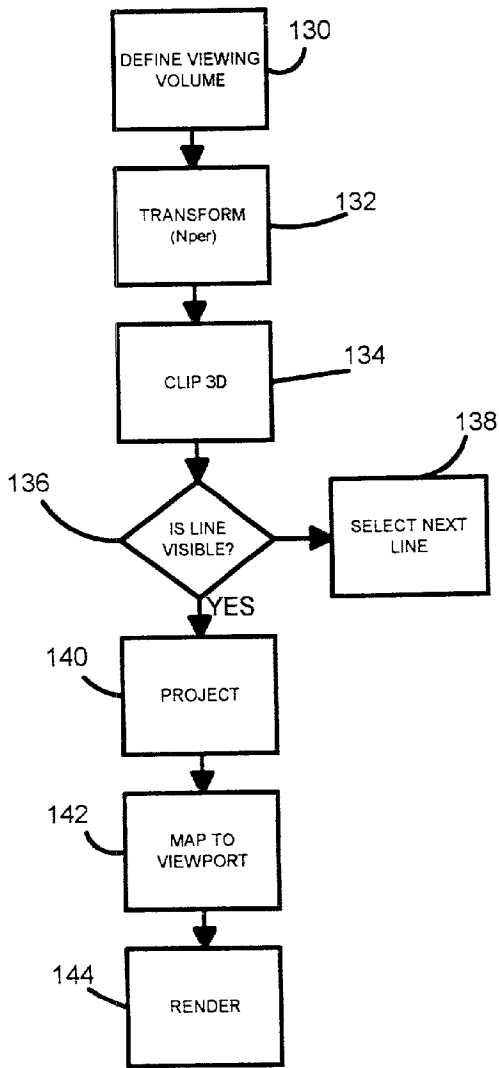 130
DEFINE VIEWING
VOLUME
TRANSFORM
(Nper)
132
CLIP 3D
134
138
136
IS LINE
VISIBLE?
SELECT NEXT
LINE
YES
140
PROJECT
142
MAP TO
VIEWPORT
144
RENDER